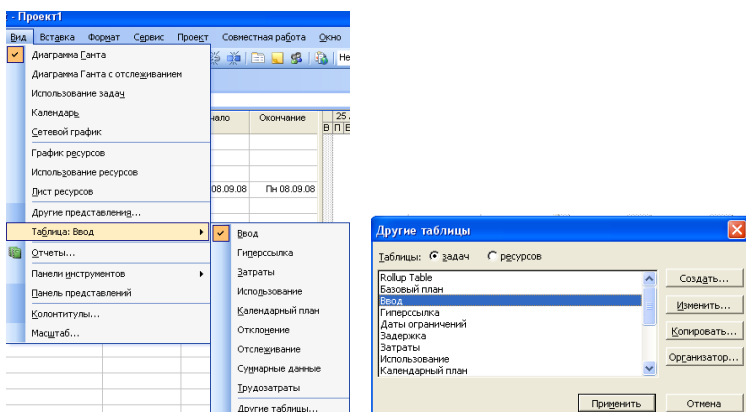 - Проект1
Вид Вставка Формат Сервис Проект Совместная работа Окно
Диаграмма Ганта
Не
Диаграмма Ганта с отслеживанием
Использование задач
Календарь
Сетевой график
График ресурсов
Использование ресурсов
Лист ресурсов
Другие представления...
Таблица: Ввод
Отчеты...
Панели инструментов
Панель представлений
Колонтитулы...
Масштаб...
чало Окончание 25
В П В
08.09.08 Пн 08.09.08
Ввод
Гиперссылка
Затраты
Использование
Календарный план
Отклонение
Отслеживание
Суммарные данные
Трудозатраты
Другие таблицы...
Другие таблицы
Таблицы: задач ресурсов
Rollup Table
Базовый план
Ввод
Гиперссылка
Даты ограничений
Задержка
Затраты
Использование
Календарный план
Создать...
Изменить...
Копировать...
Организатор...
Применить Отмена